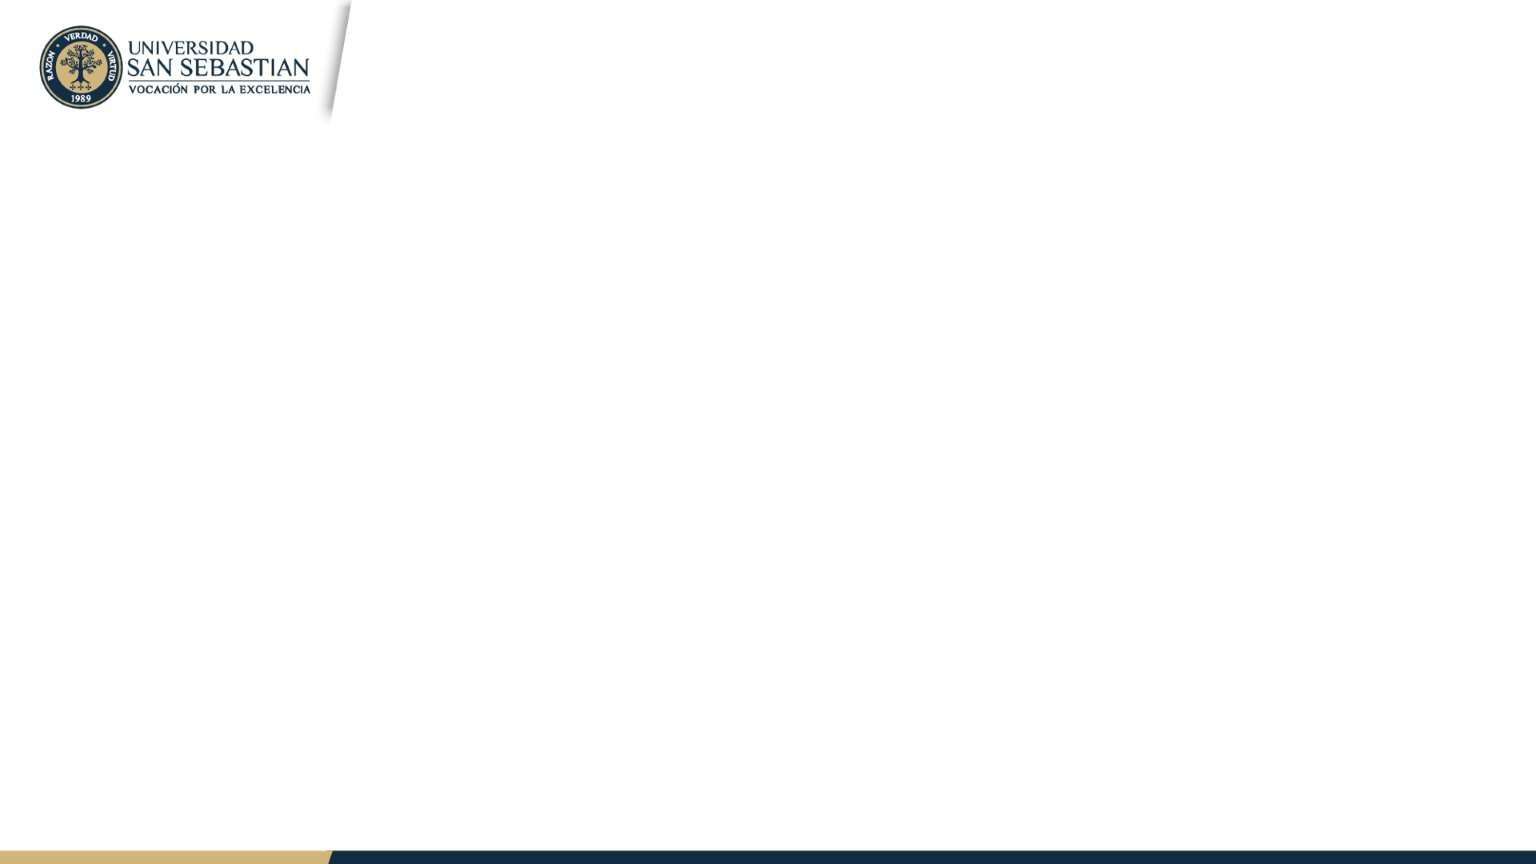 VERDAD
RAZON
VIRTUD
1989
UNIVERSIDAD
SAN SEBASTIAN
VOCACIÓN POR LA EXCELENCIA